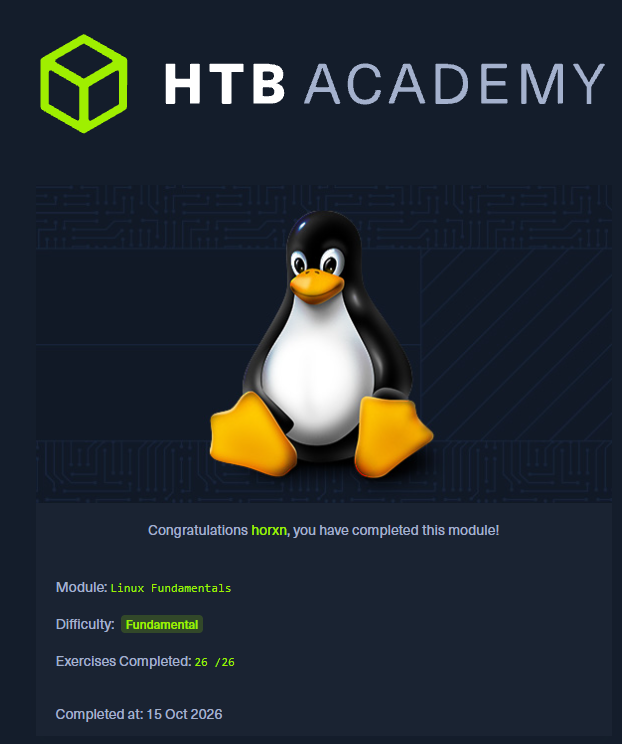 HTB ACADEMY
Congratulations horxn, you have completed this module!
Module: Linux Fundamentals
Difficulty: Fundamental
Exercises Completed: 26 /26
Completed at: 15 Oct 2026